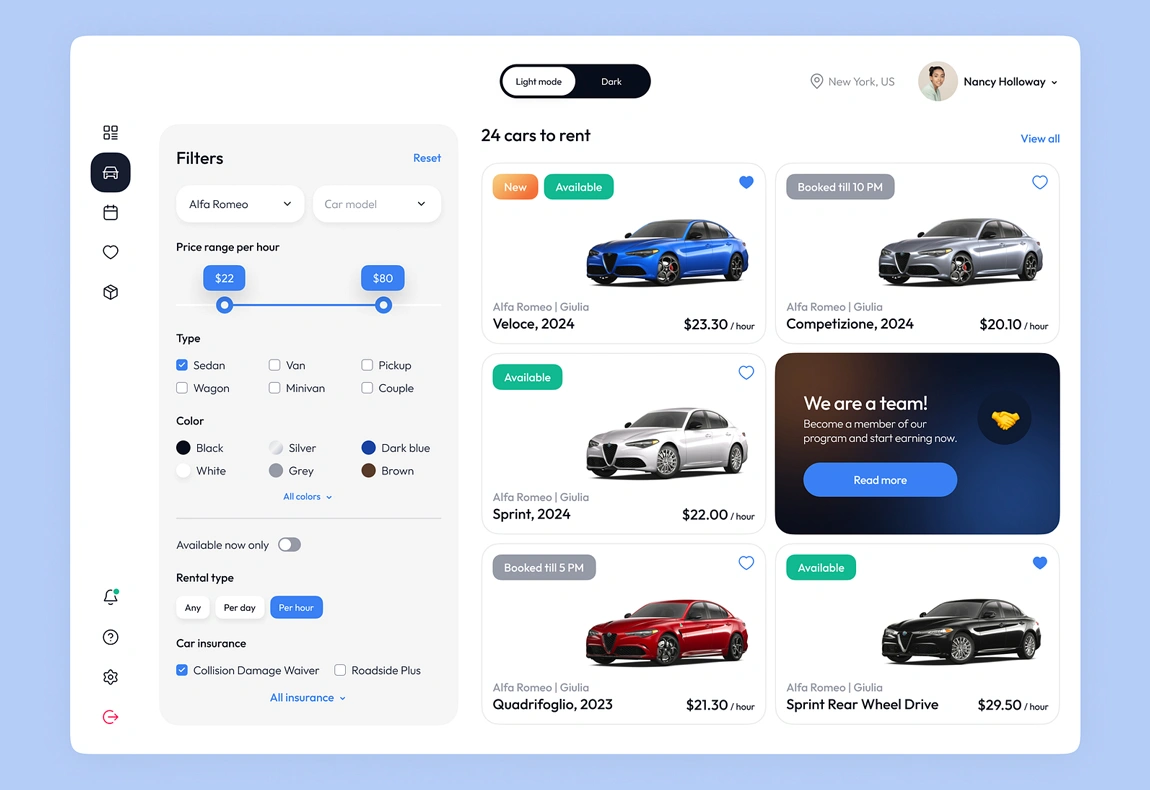 Light mode
Dark
New York, US
Nancy Holloway
Filters
Reset
Alfa Romeo
Car model
Price range per hour
$22
$80
Type
Sedan
Van
Pickup
Wagon
Minivan
Couple
Color
Black
Silver
Dark blue
White
Grey
Brown
All colors
Available now only
Rental type
Any
Per day
Per hour
Car insurance
Collision Damage Waiver
Roadside Plus
All insurance
24 cars to rent
View all
New
Available
Alfa Romeo | Giulia
Veloce, 2024
$23.30 / hour
Booked till 10 PM
Alfa Romeo | Giulia
Competizione, 2024
$20.10 / hour
Available
Alfa Romeo | Giulia
Sprint, 2024
$22.00 / hour
We are a team!
Become a member of our
program and start earning now.
Read more
Booked till 5 PM
Alfa Romeo | Giulia
Quadrifoglio, 2023
$21.30 / hour
Available
Alfa Romeo | Giulia
Sprint Rear Wheel Drive
$29.50 / hour